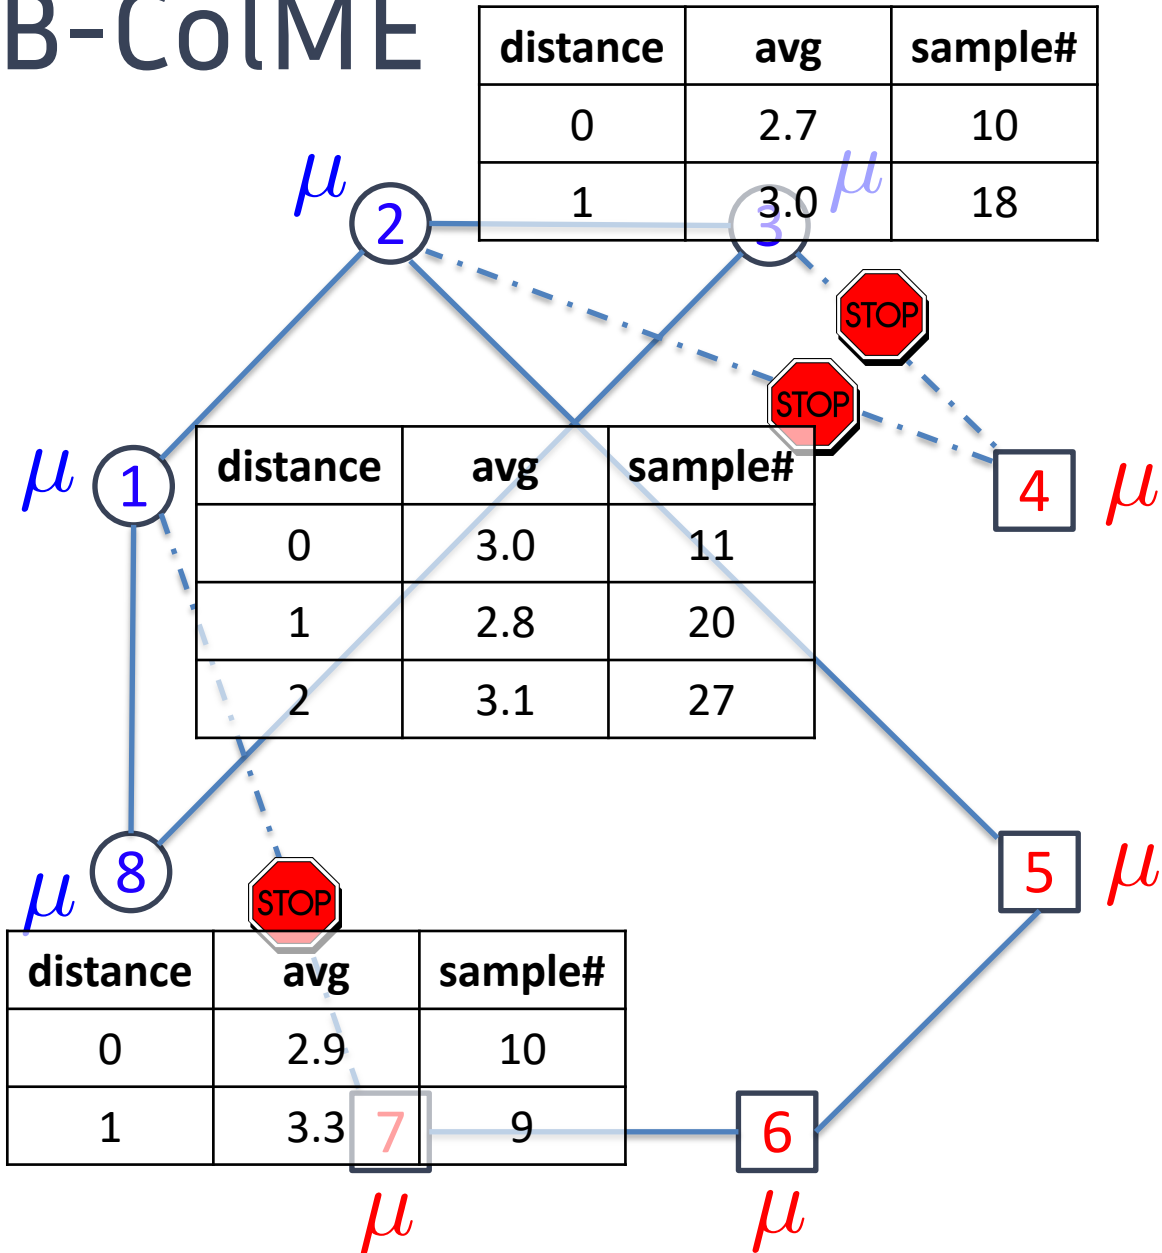 B-ColME
distance avg sample#
0 2.7 10
1 3.0 18
μ
2
μ
3
STOP
STOP
μ
1
distance avg sample#
0 3.0 11
1 2.8 20
2 3.1 27
4
μ
μ
8
STOP
5
μ
distance avg sample#
0 2.9 10
1 3.3 9
7
6
μ
μ